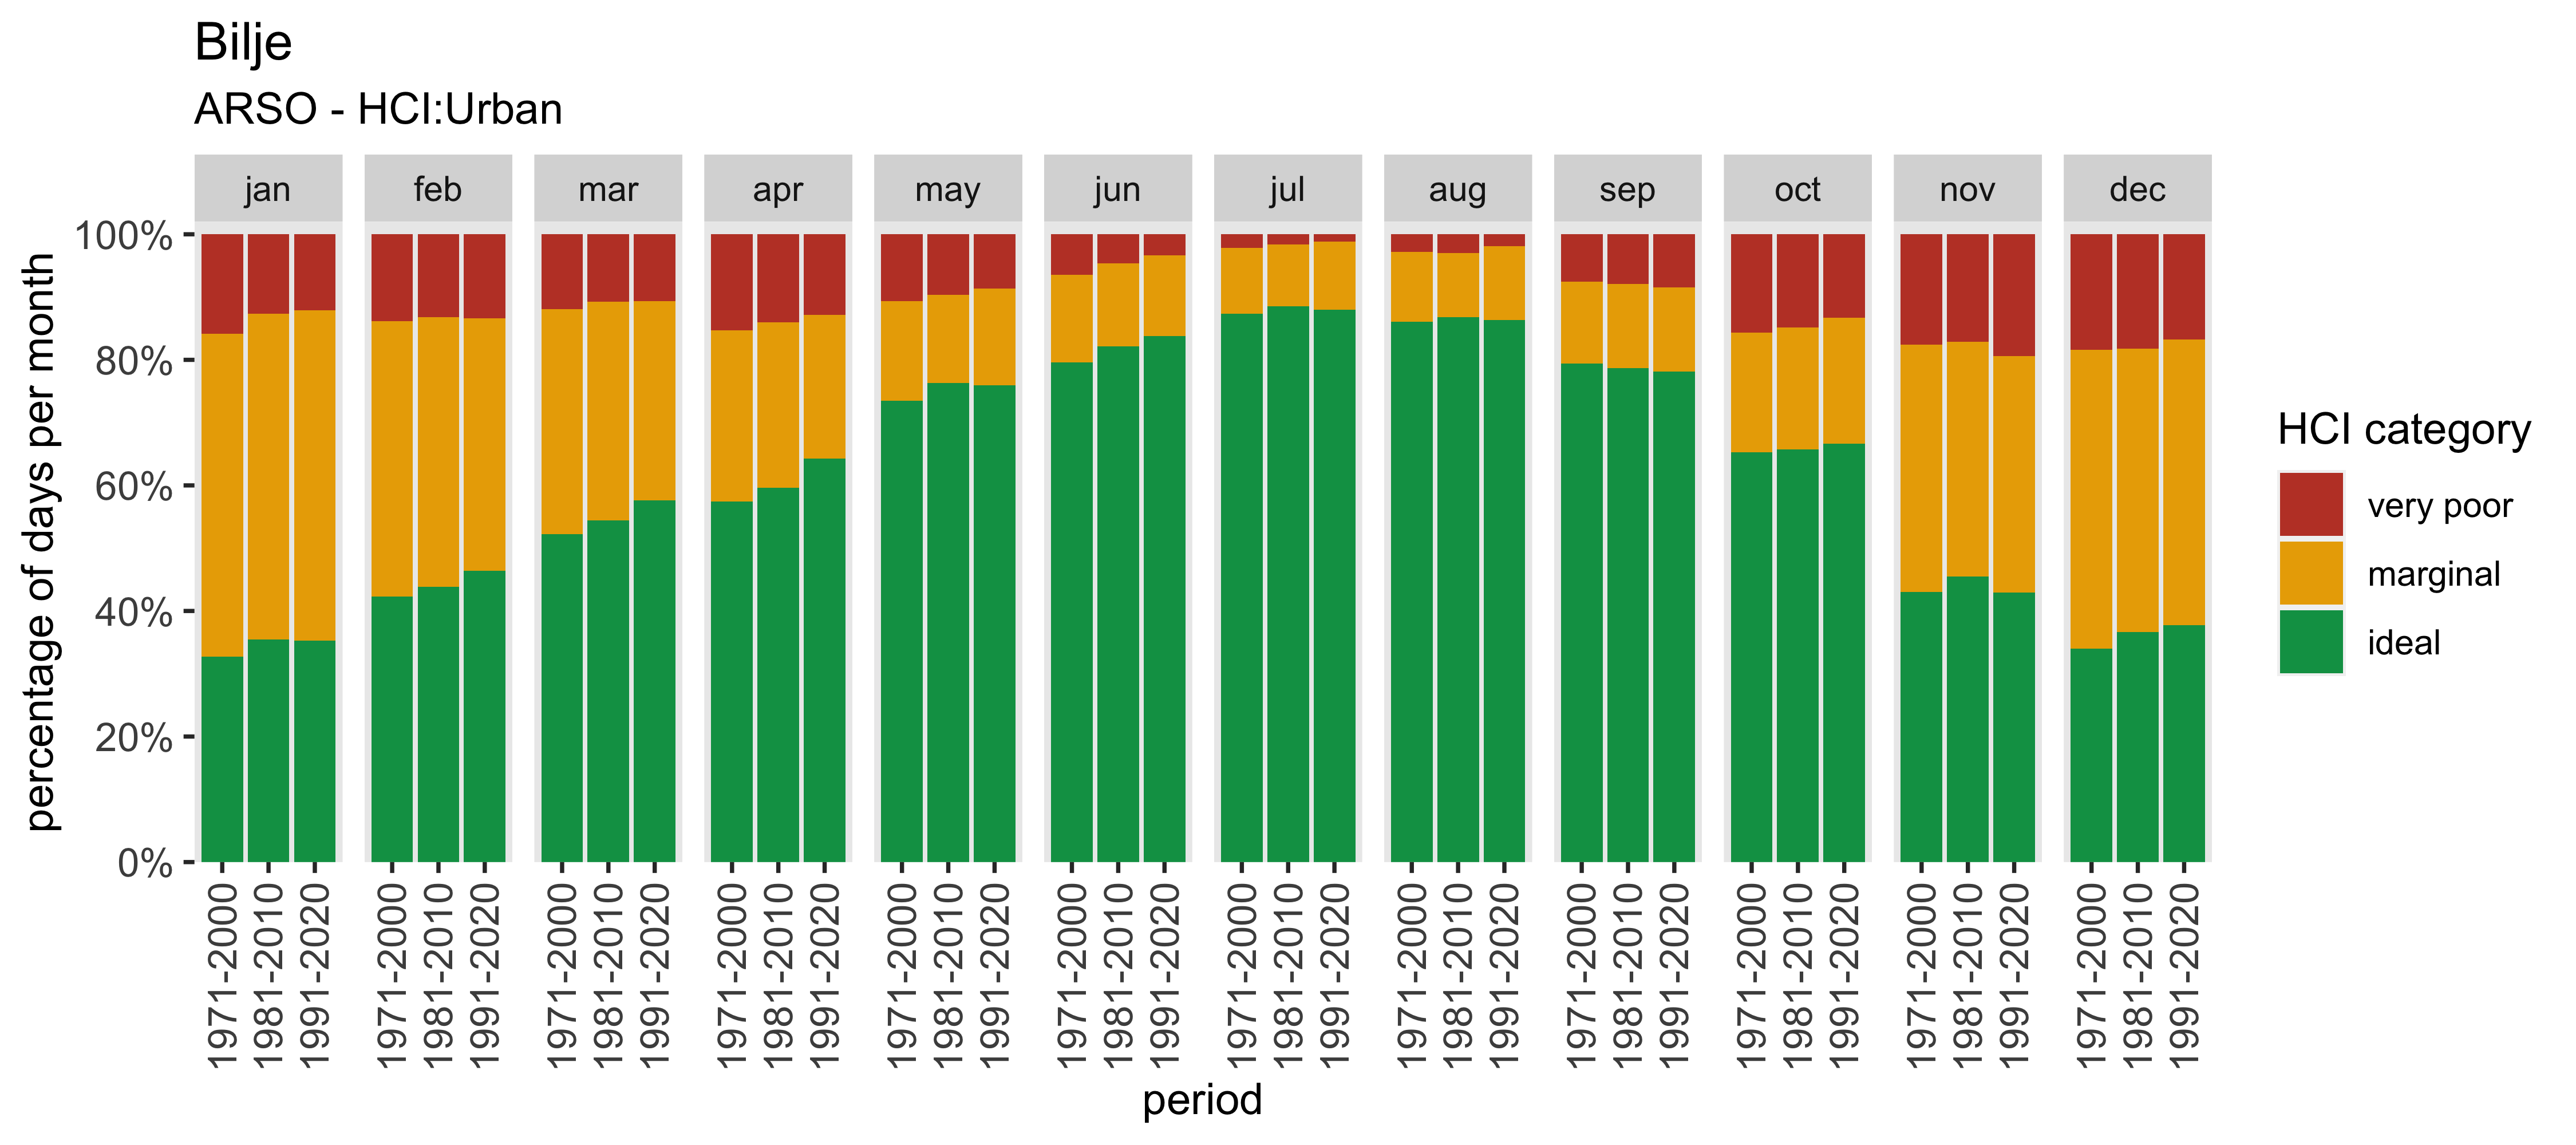 Bilje
ARSO - HCI:Urban
jan feb mar apr may jun jul aug sep oct nov dec
percentage of days per month
100%
80%
60%
40%
20%
0%
1971-2000 1981-2010 1991-2020 1971-2000 1981-2010 1991-2020 1971-2000 1981-2010 1991-2020 1971-2000 1981-2010 1991-2020 1971-2000 1981-2010 1991-2020 1971-2000 1981-2010 1991-2020 1971-2000 1981-2010 1991-2020 1971-2000 1981-2010 1991-2020 1971-2000 1981-2010 1991-2020 1971-2000 1981-2010 1991-2020 1971-2000 1981-2010 1991-2020 1971-2000 1981-2010 1991-2020
period
HCI category
very poor
marginal
ideal